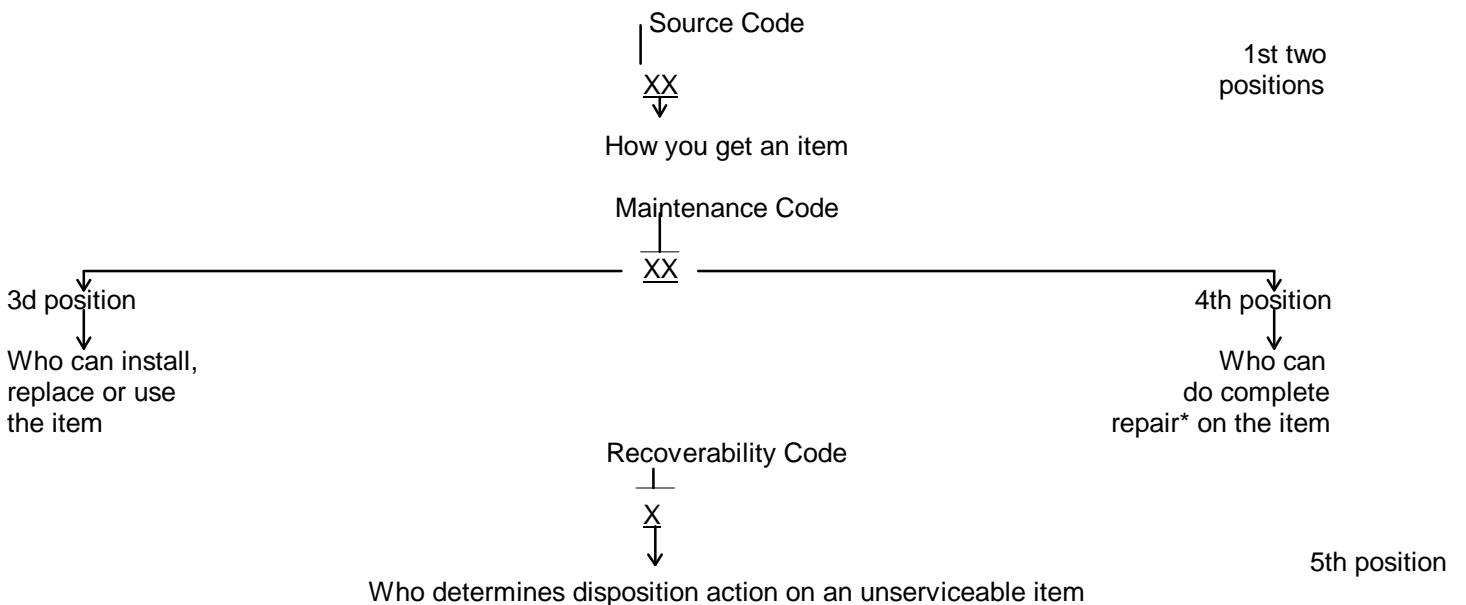 Source Code
1st two
positions
XX
How you get an item
Maintenance Code
XX
3d position
4th position
Who can install,
replace or use
the item
Who can
do complete
repair* on the item
Recoverability Code
X
5th position
Who determines disposition action on an unserviceable item